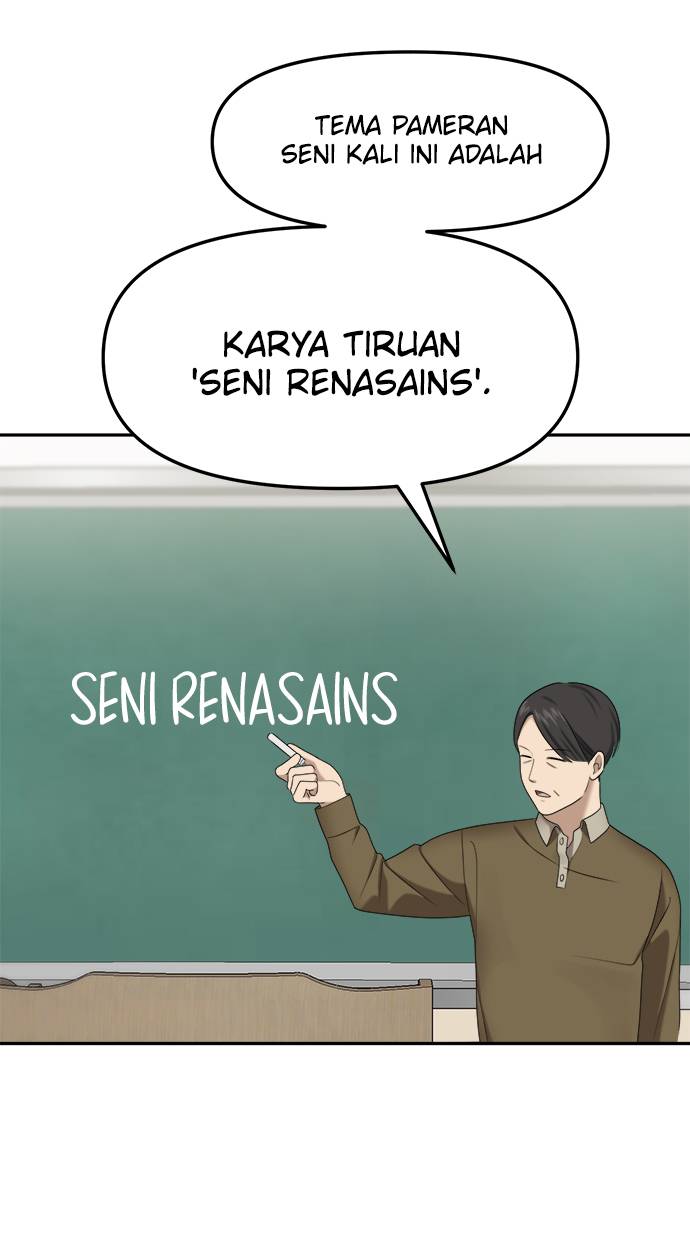 TEMA PAMERAN
SENI KALI INI ADALAH
KARYA TIRUAN
'SENI RENASAINS'.
SENI RENASAINS